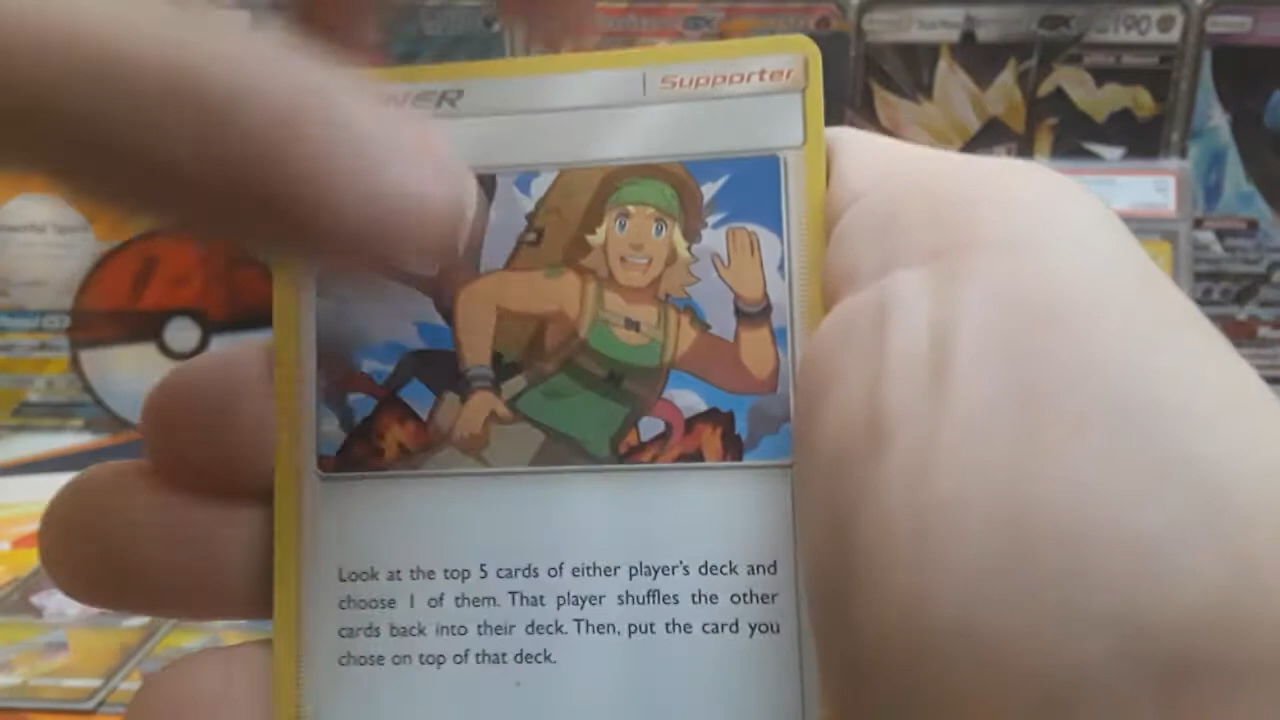 NER
Supporter
190
Look at the top 5 cards of either player's deck and
choose 1 of them. That player shuffles the other
cards back into their deck. Then, put the card you
chose on top of that deck.